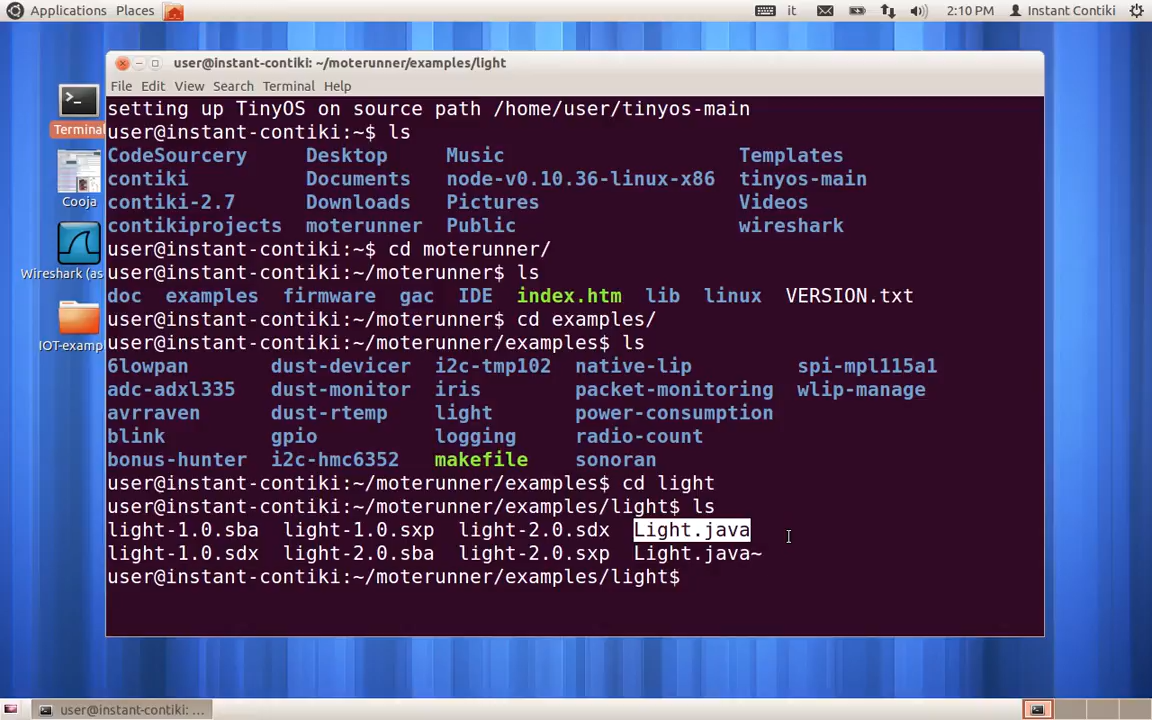 Applications Places it 2:10 PM Instant Contiki
user@instant-contiki: ~/moterunner/examples/light
File Edit View Search Terminal Help
setting up TinyOS on source path /home/user/tinyos-main
user@instant-contiki:~$ ls
CodeSourcery Desktop Music Templates
contiki Documents node-v0.10.36-linux-x86 tinyos-main
contiki-2.7 Downloads Pictures Videos
contikiprojects moterunner Public wireshark
user@instant-contiki:~$ cd moterunner/
user@instant-contiki:~/moterunner$ ls
doc examples firmware gac IDE index.htm lib linux VERSION.txt
user@instant-contiki:~/moterunner$ cd examples/
user@instant-contiki:~/moterunner/examples$ ls
6lowpan dust-devicer i2c-tmp102 native-lip spi-mpl115a1
adc-adxl335 dust-monitor iris packet-monitoring wlip-manage
avrraven dust-rtemp light power-consumption
blink gpio logging radio-count
bonus-hunter i2c-hmc6352 makefile sonoran
user@instant-contiki:~/moterunner/examples$ cd light
user@instant-contiki:~/moterunner/examples/light$ ls
light-1.0.sba light-1.0.sxp light-2.0.sdx Light.java
light-1.0.sdx light-2.0.sba light-2.0.sxp Light.java~
user@instant-contiki:~/moterunner/examples/light$
Terminal
Cooja
Wireshark (as
IOT-examp
user@instant-contiki: ...